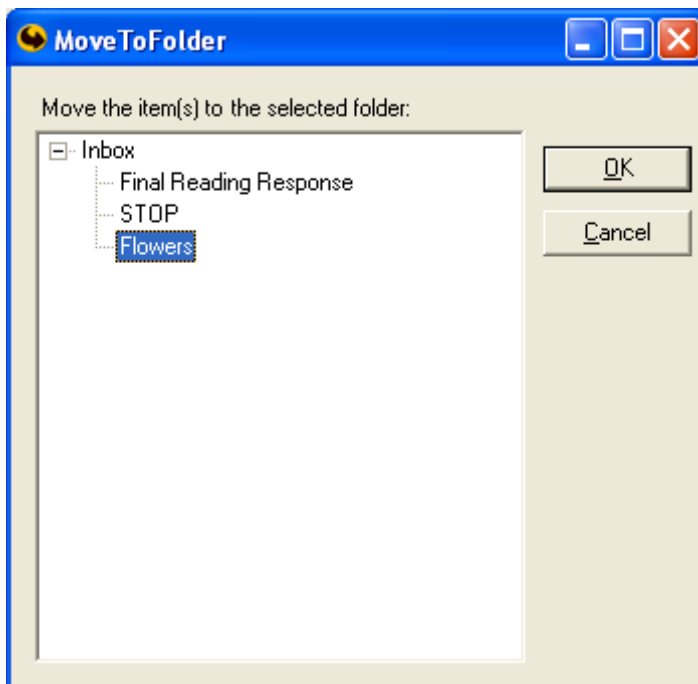 MoveToFolder
Move the item(s) to the selected folder:
Inbox
Final Reading Response
STOP
Flowers
OK
Cancel